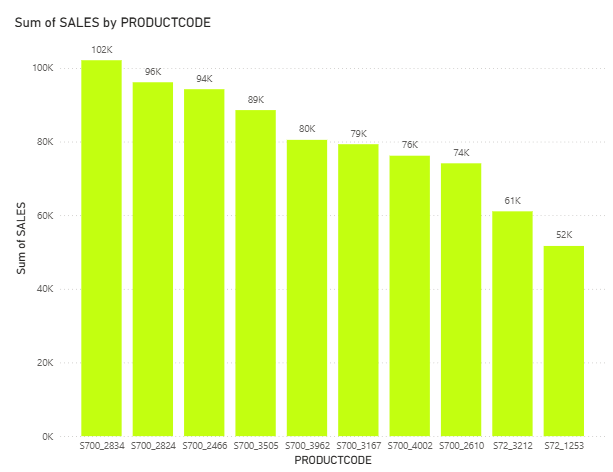 Sum of SALES by PRODUCTCODE
102K
96K
94K
89K
80K
79K
76K
74K
61K
52K
100K
80K
60K
40K
20K
0K
Sum of SALES
S700_2834 S700_2824 S700_2466 S700_3505 S700_3962 S700_3167 S700_4002 S700_2610 S72_3212 S72_1253
PRODUCTCODE